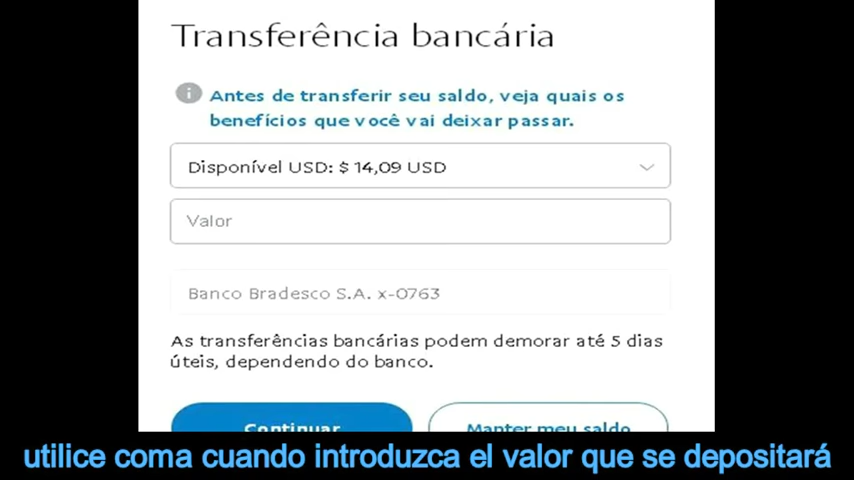 Transferência bancária
Antes de transferir seu saldo, veja quais os
benefícios que você vai deixar passar.
Disponível USD: $ 14,09 USD
Valor
Banco Bradesco S.A. x-0763
As transferências bancárias podem demorar até 5 dias
úteis, dependendo do banco.
Continuar
Manter meu saldo
utilice coma cuando introduzca el valor que se depositará